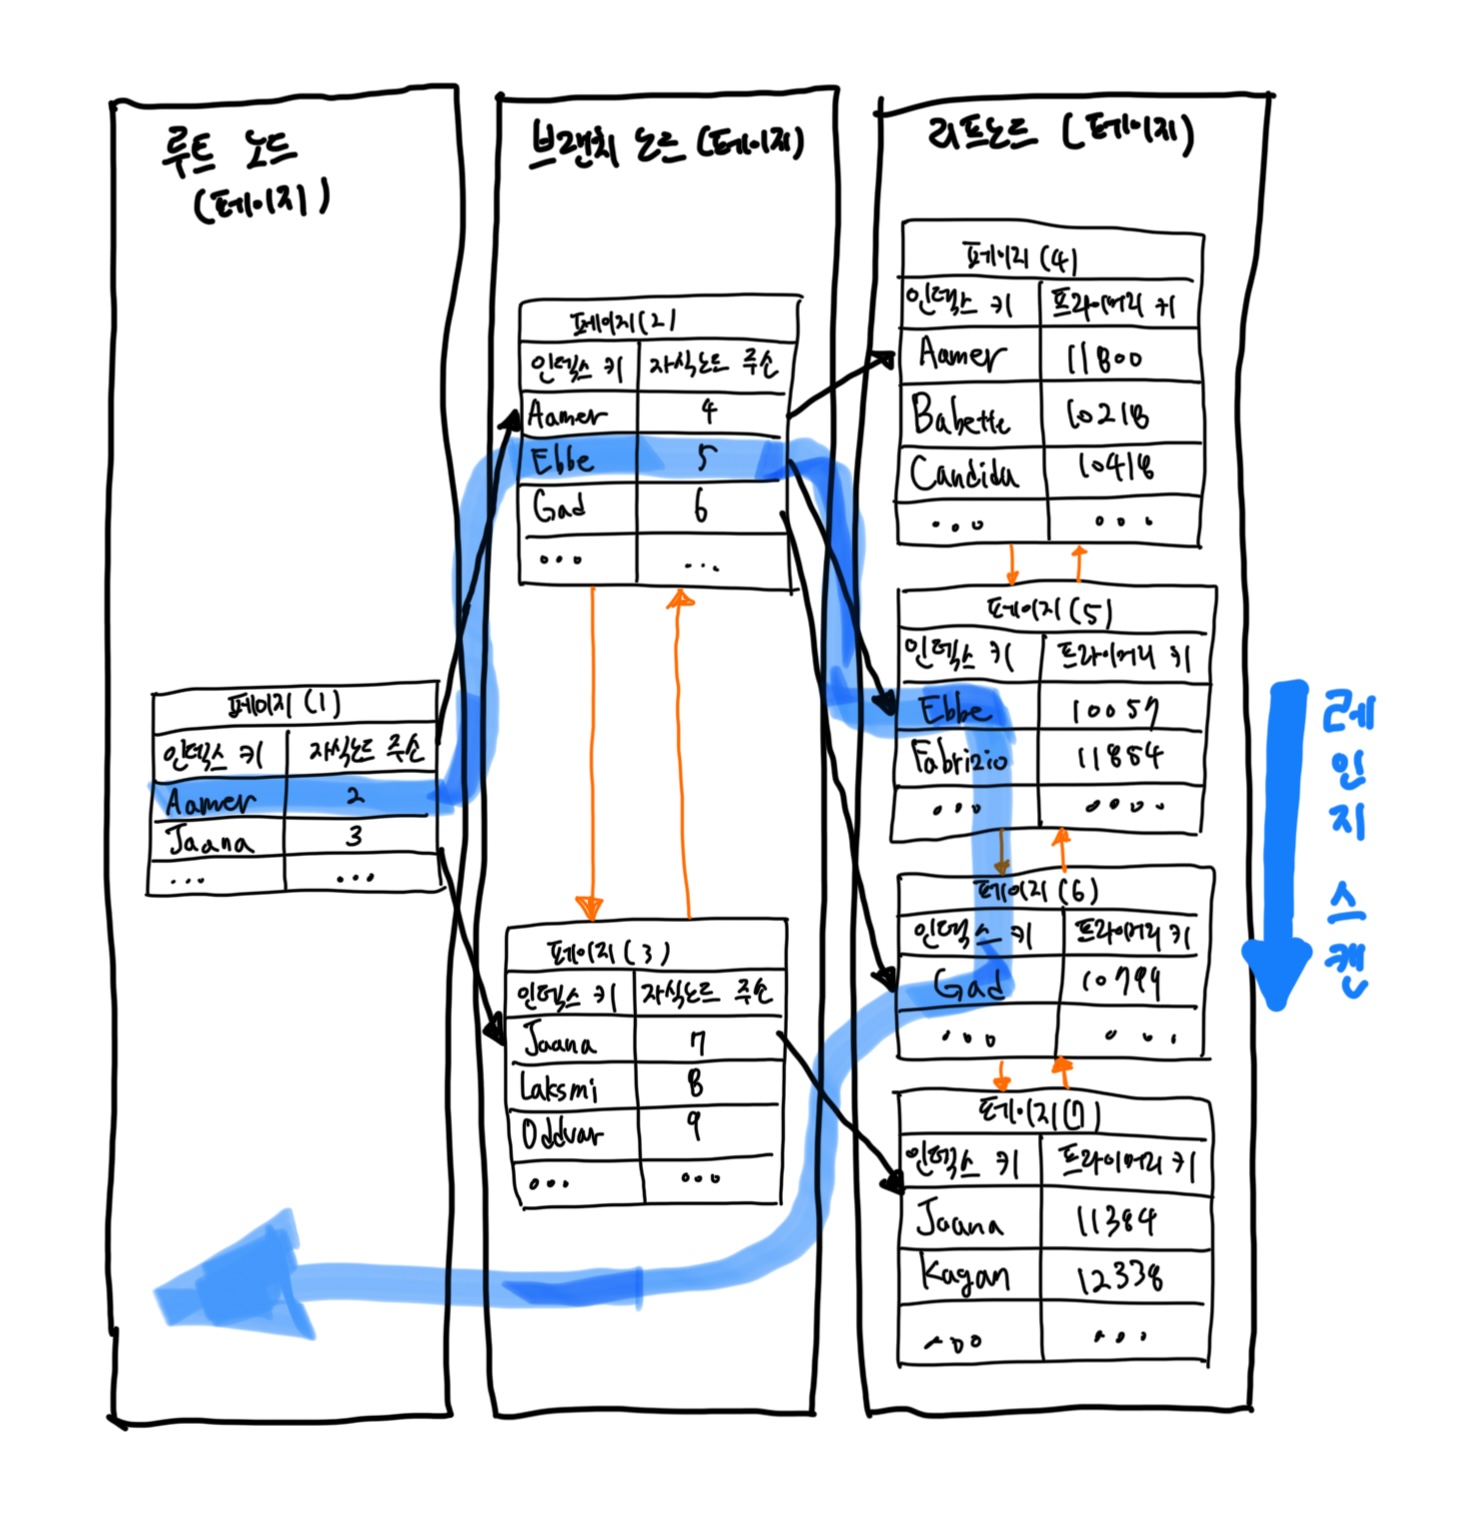 루트 노드
(페이지)
페이지 (1)
인덱스 키 자식노드 주소
Aamer 2
Jaana 3
... ...
브랜치 노드 (페이지)
페이지(2)
인덱스 키 자식노드 주소
Aamer 4
Ebbe 5
Gad 6
... ...
페이지 (3)
인덱스 키 자식노드 주소
Jaana 7
Laksmi 8
Oddvar 9
... ...
리프노드 (페이지)
페이지 (4)
인덱스 키 프라이머리 키
Aamer 11800
Babette 10218
Candida 10418
... ...
페이지 (5)
인덱스 키 프라이머리 키
Ebbe 10057
Fabrizio 11854
... ....
페이지 (6)
인덱스 키 프라이머리 키
Gad 10799
... ...
페이지(7)
인덱스 키 프라이머리 키
Jaana 11384
Kagan 12338
... ...
레인지 스캔